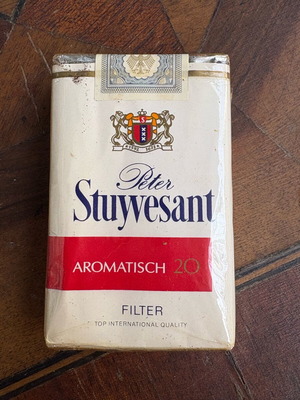 Peter
Stuyvesant
AROMATISCH 20
FILTER
TOP INTERNATIONAL QUALITY